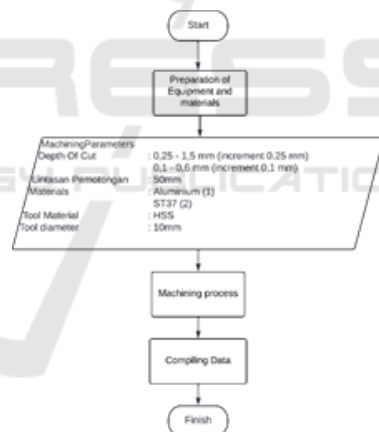 Start
Preparation of
Equipment and
materials
MachiningParameters
Depth Of Cut : 0,25 - 1,5 mm (increment 0.25 mm)
0,1 - 0,6 mm (increment 0,1 mm)
Lintasan Pemotongan : 50mm
Materials : Aluminium (1)
ST37 (2)
Tool Material : HSS
Tool diameter : 10mm
Machining process
Compiling Data
Finish